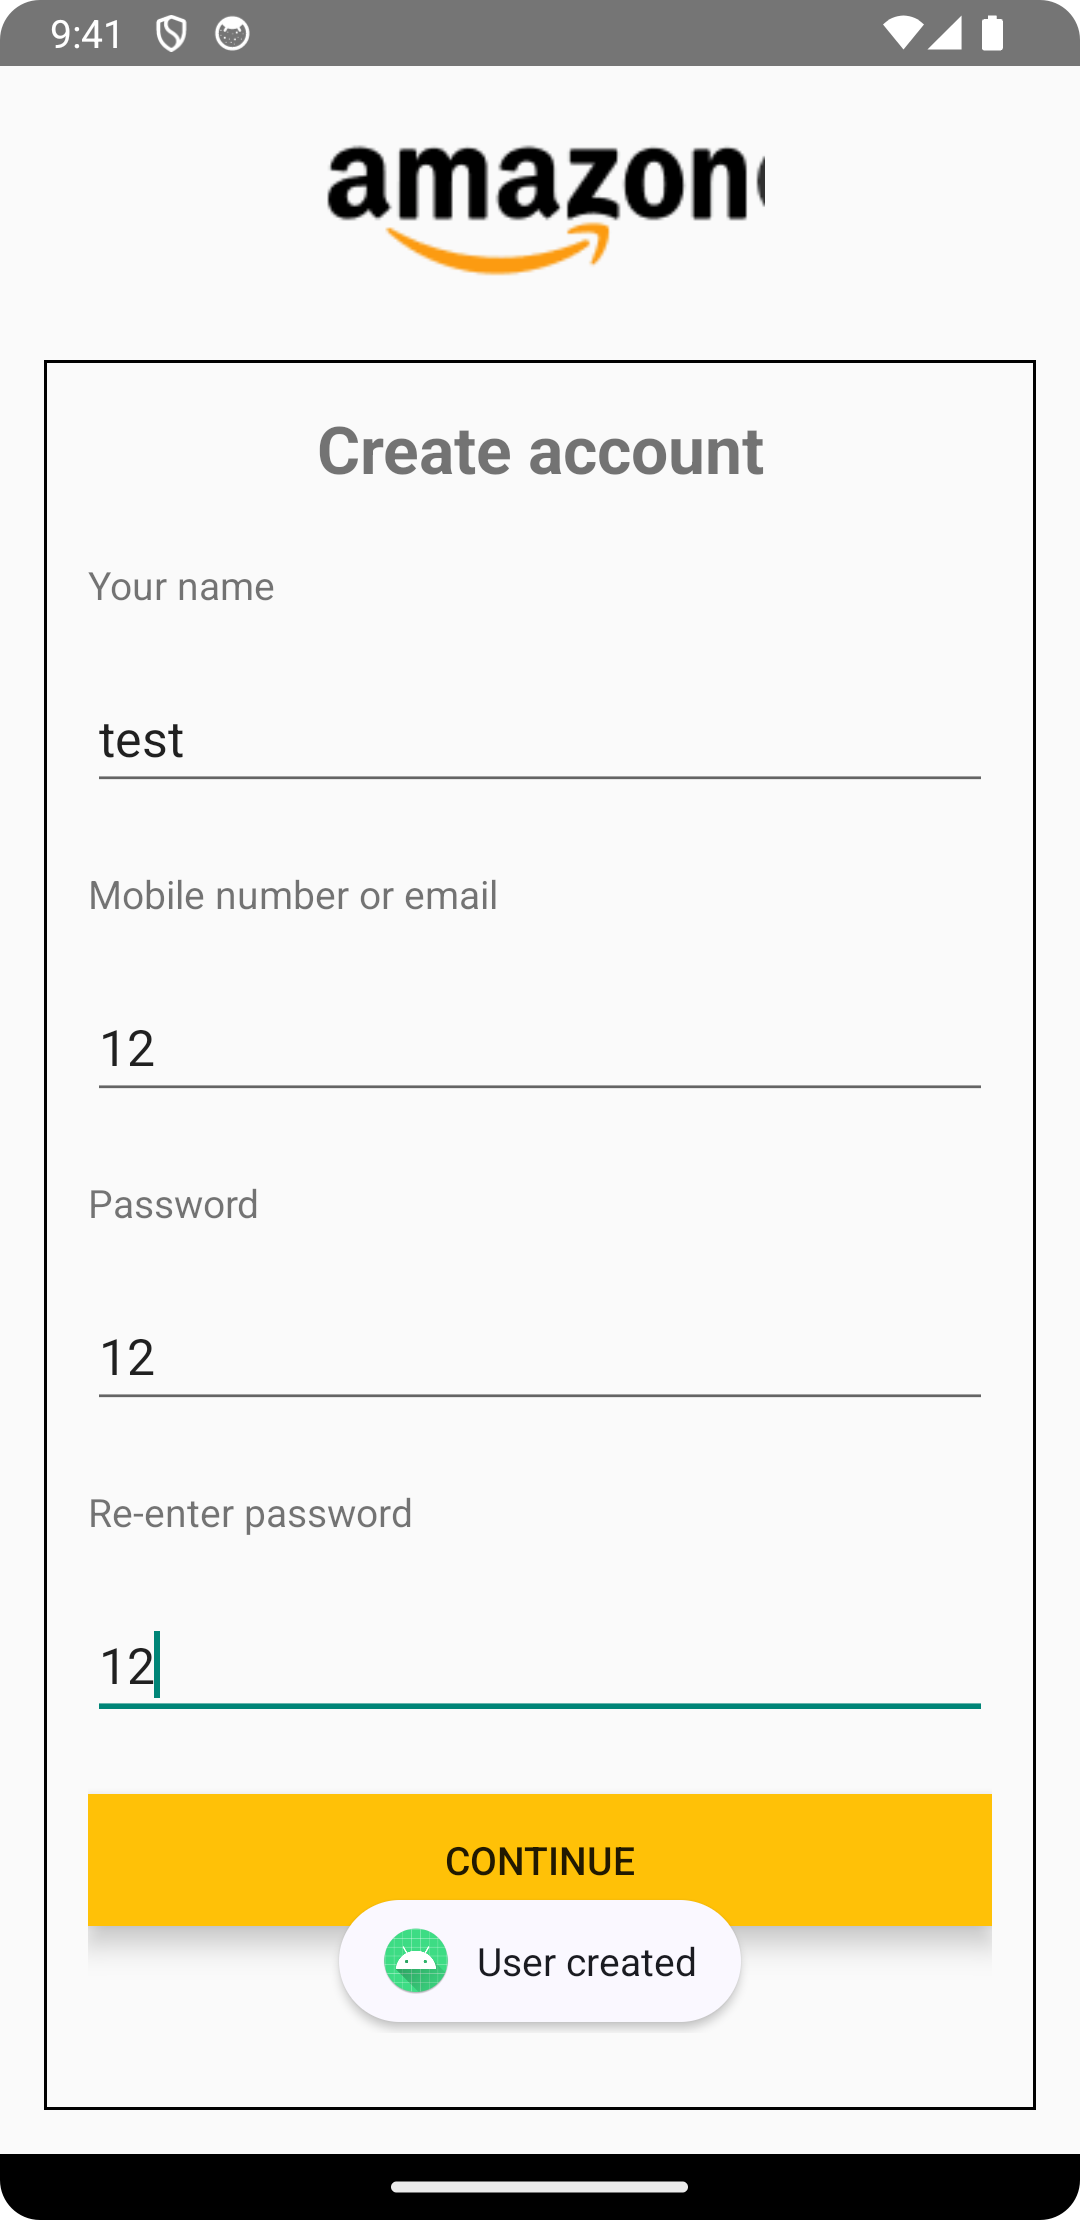 9:41
amazon
Create account
Your name
test
Mobile number or email
12
Password
12
Re-enter password
12
CONTINUE
User created